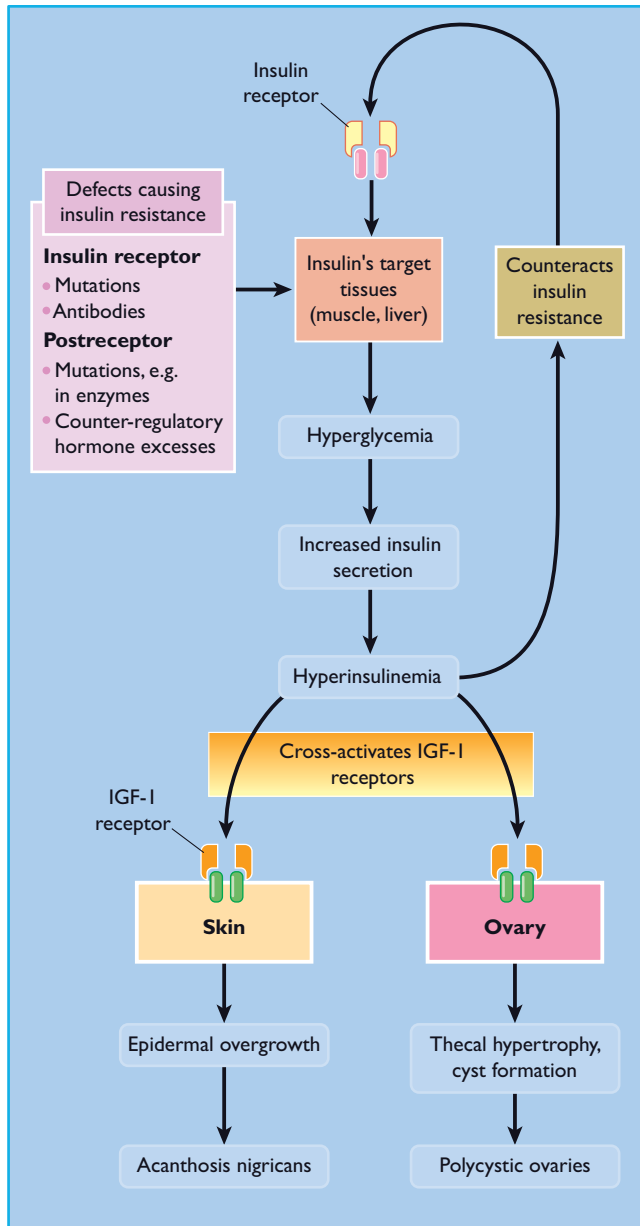 Insulin
receptor
Defects causing
insulin resistance
Insulin receptor
• Mutations
• Antibodies
Postreceptor
• Mutations, e.g.
in enzymes
• Counter-regulatory
hormone excesses
Insulin's target
tissues
(muscle, liver)
Counteracts
insulin
resistance
Hyperglycemia
Increased insulin
secretion
Hyperinsulinemia
Cross-activates IGF-1
receptors
IGF-1
receptor
Skin
Ovary
Epidermal overgrowth
Thecal hypertrophy,
cyst formation
Acanthosis nigricans
Polycystic ovaries